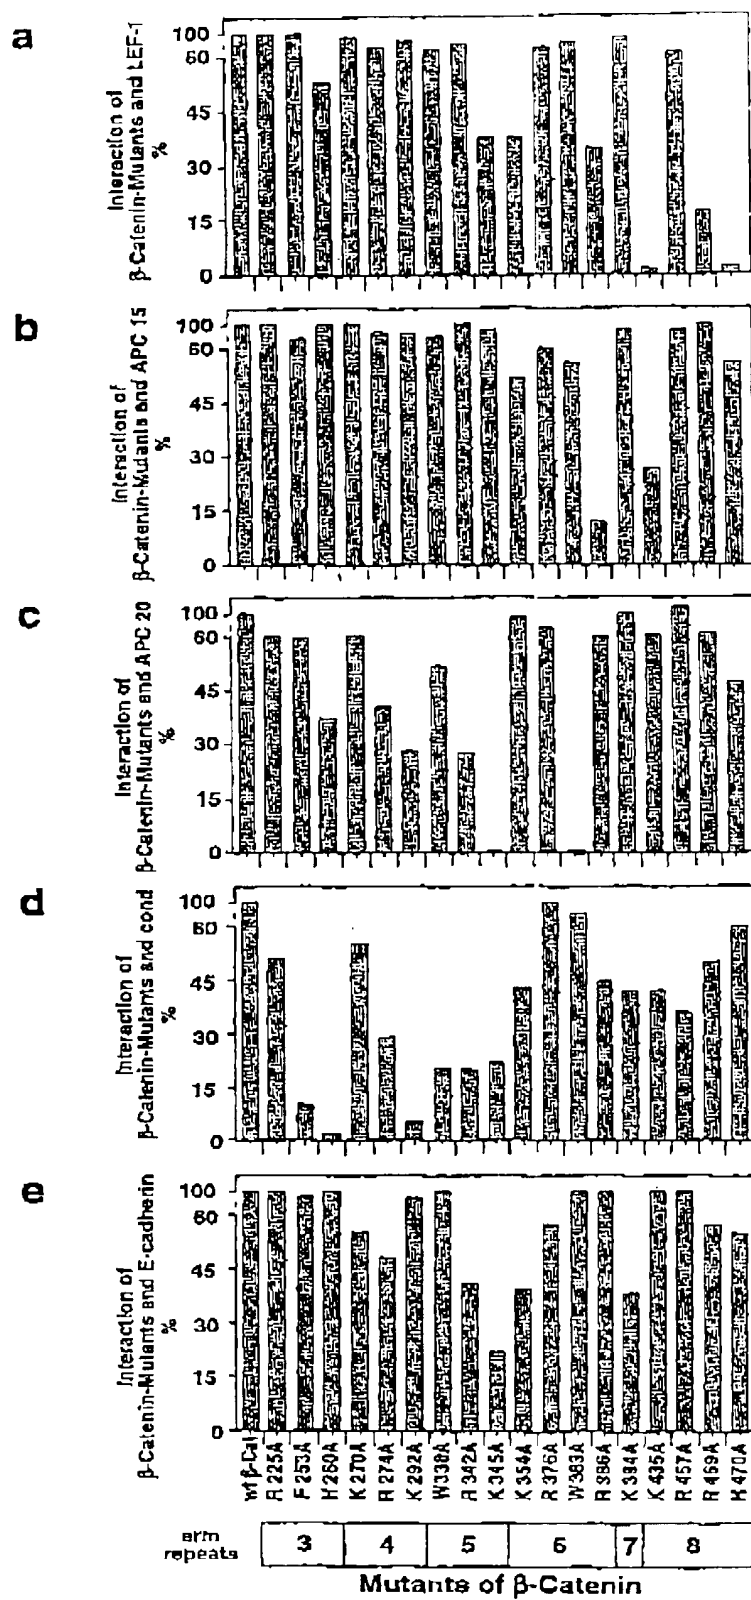 a
Interaction of
β-Catenin-Mutants and LEF-1
%
100
60
45
30
15
0
b
Interaction of
β-Catenin-Mutants and APC 15
%
100
60
45
30
15
0
c
Interaction of
β-Catenin-Mutants and APC 20
%
100
60
45
30
15
0
d
Interaction of
β-Catenin-Mutants and cond
%
100
60
45
30
15
0
e
Interaction of
β-Catenin-Mutants and E-cadherin
%
100
60
45
30
15
0
wt β-Cat
R 225A
F 253A
H 260A
K 270A
R 274A
K 292A
W338A
R 342A
K 345A
K 354A
R 376A
W383A
R 386A
K 394A
K 435A
R 457A
R 469A
H 470A
arm
repeats
3 4 5 6 7 8
Mutants of β-Catenin